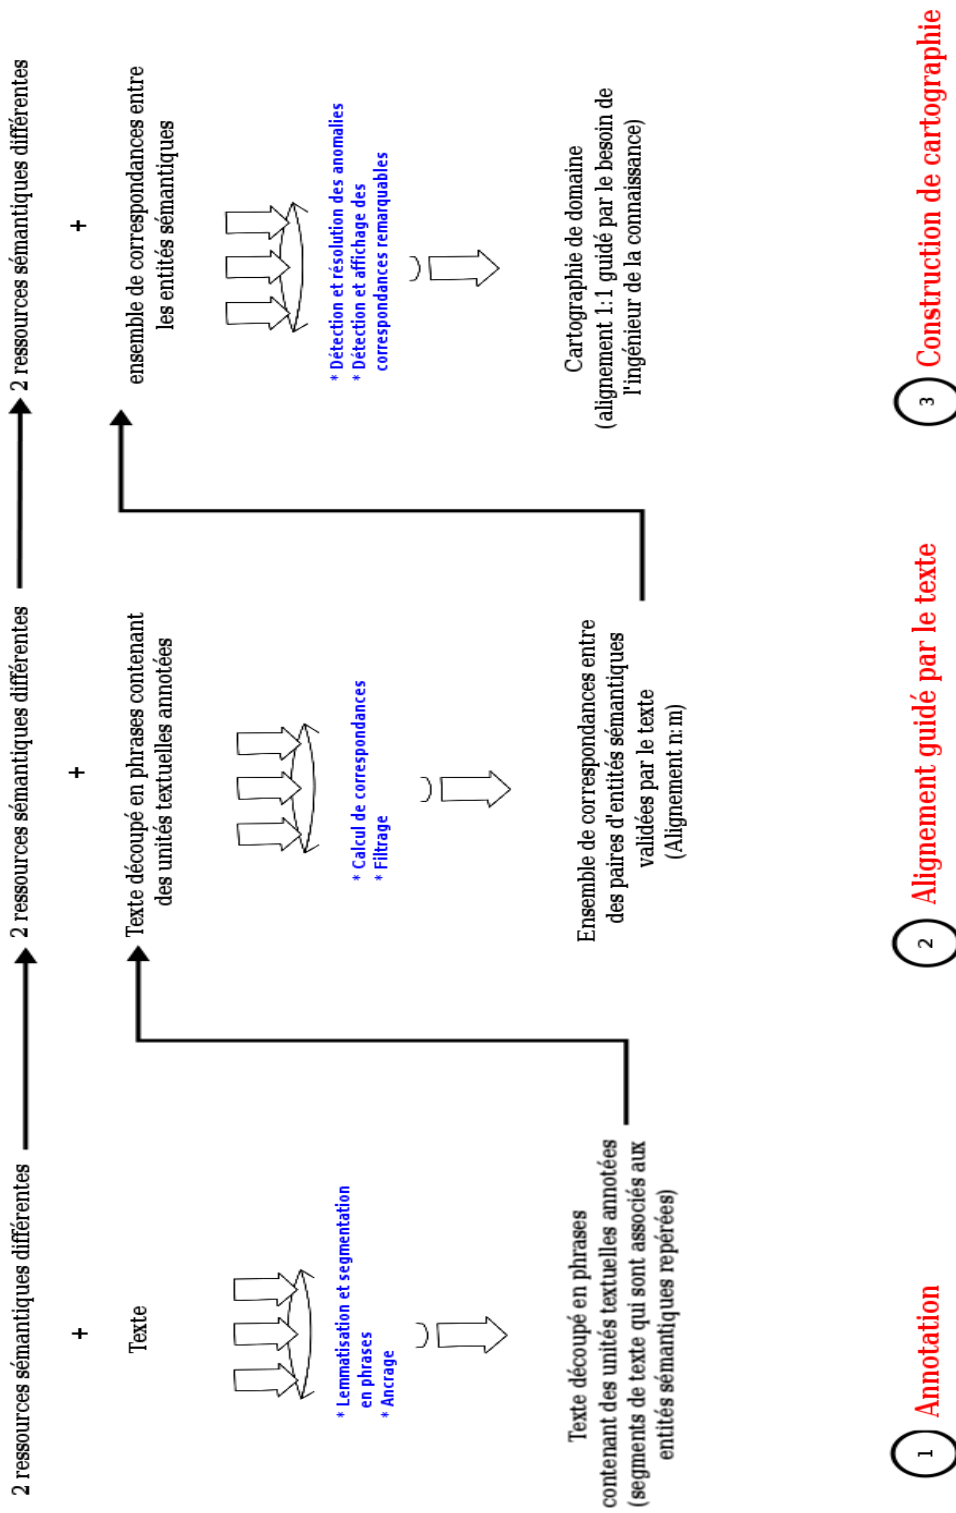 2 ressources sémantiques différentes
+
Texte
* Lemmatisation et segmentation
en phrases
* Ancrage
Texte découpé en phrases
contenant des unités textuelles annotées
(segments de texte qui sont associés aux
entités sémantiques repérées)
1 Annotation
2 ressources sémantiques différentes
+
Texte découpé en phrases contenant
des unités textuelles annotées
* Calcul de correspondances
* Filtrage
Ensemble de correspondances entre
des paires d'entités sémantiques
validées par le texte
(Alignement n:m)
2 Alignement guidé par le texte
2 ressources sémantiques différentes
+
ensemble de correspondances entre
les entités sémantiques
* Détection et résolution des anomalies
* Détection et affichage des
correspondances remarquables
Cartographie de domaine
(alignement 1:1 guidé par le besoin de
l'ingénieur de la connaissance)
3 Construction de cartographie